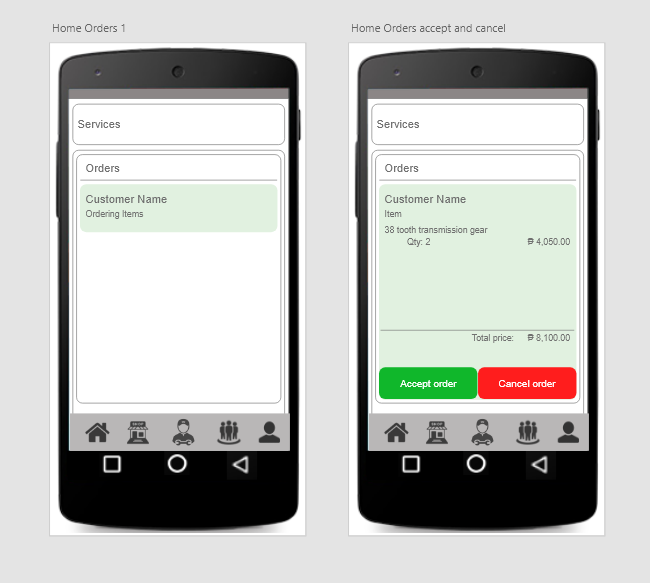 Home Orders 1
Services
Orders
Customer Name
Ordering Items
Home Orders accept and cancel
Services
Orders
Customer Name
Item
38 tooth transmission gear
Qty: 2 ₱ 4,050.00
Total price: ₱ 8,100.00
Accept order Cancel order